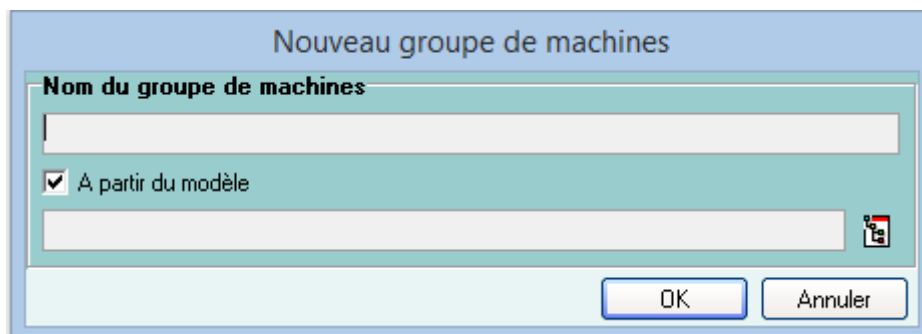 Nouveau groupe de machines
Nom du groupe de machines
A partir du modèle
OK
Annuler